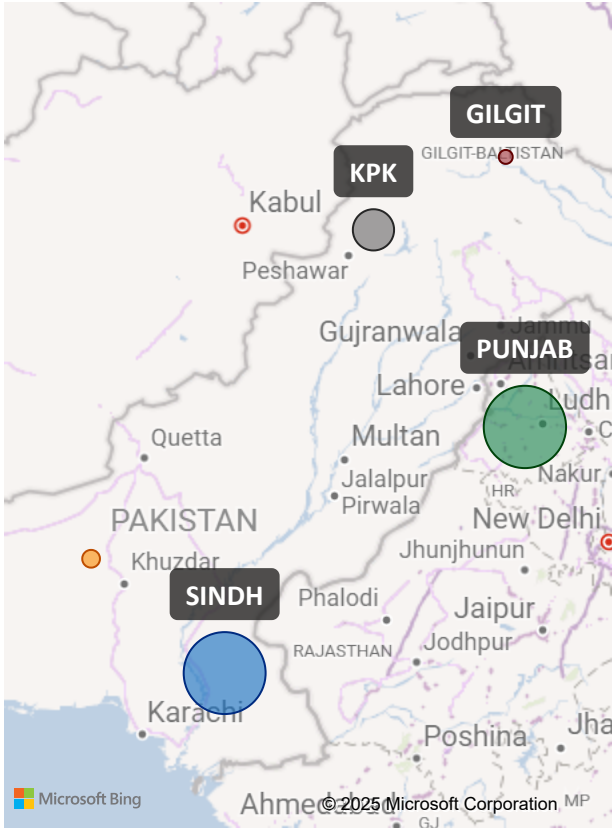 GILGIT
GILGIT-BALTISTAN
KPK
Kabul
Peshawar
Gujranwala
Jammu
PUNJAB
Lahore
Quetta
Multan
Jalalpur
Pirwala
Nakur
HR
PAKISTAN
New Delhi
Khuzdar
Jhunjhunun
SINDH
Phalodi
Jaipur
RAJASTHAN
Jodhpur
Karachi
Poshina
Microsoft Bing
Ahmedabad
© 2025 Microsoft Corporation
MP
GJ